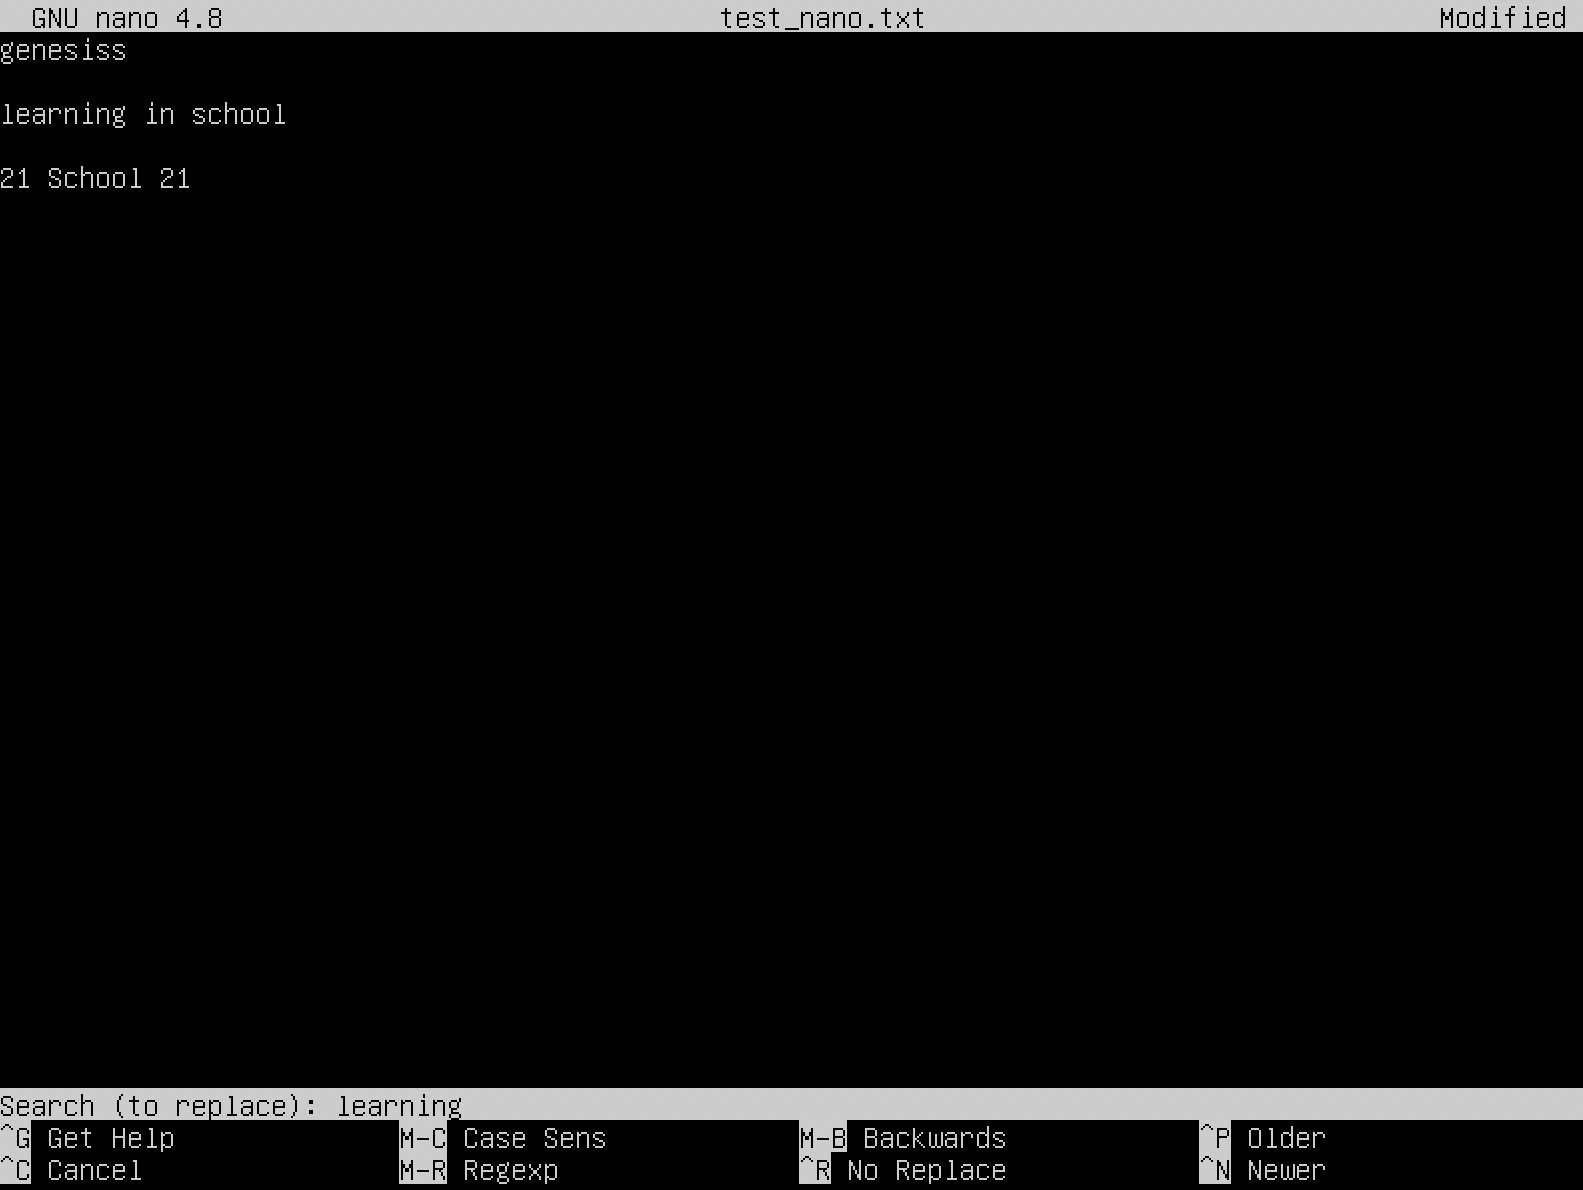 GNU nano 4.8 test_nano.txt Modified
genesiss
learning in school
21 School 21
Search (to replace): learning
^G Get Help M-C Case Sens M-B Backwards ^P Older
^C Cancel M-R Regexp ^R No Replace ^N Newer